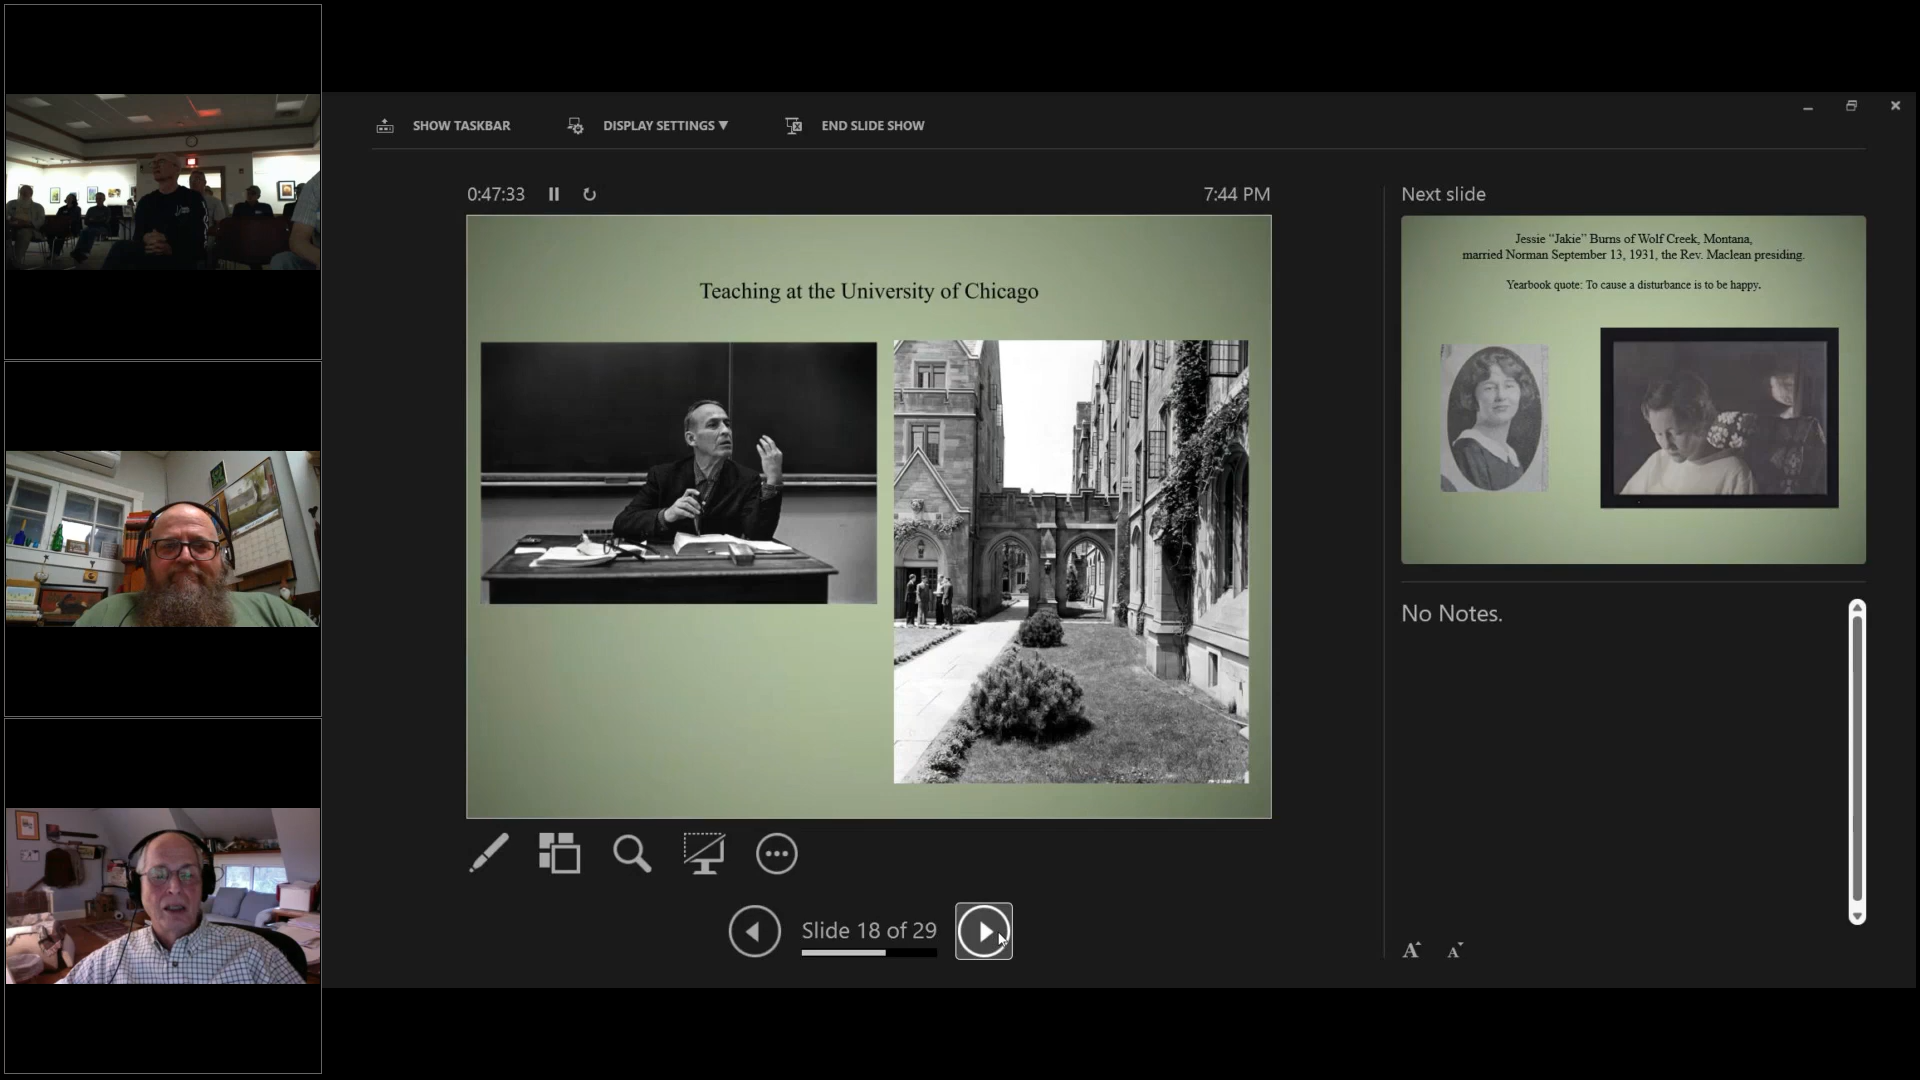 SHOW TASKBAR
DISPLAY SETTINGS ▼
END SLIDE SHOW
0:47:33
7:44 PM
Teaching at the University of Chicago
Slide 18 of 29
Next slide
Jessie “Jakie” Burns of Wolf Creek, Montana,
married Norman September 13, 1931, the Rev. Maclean presiding.
Yearbook quote: To cause a disturbance is to be happy.
No Notes.
A
A